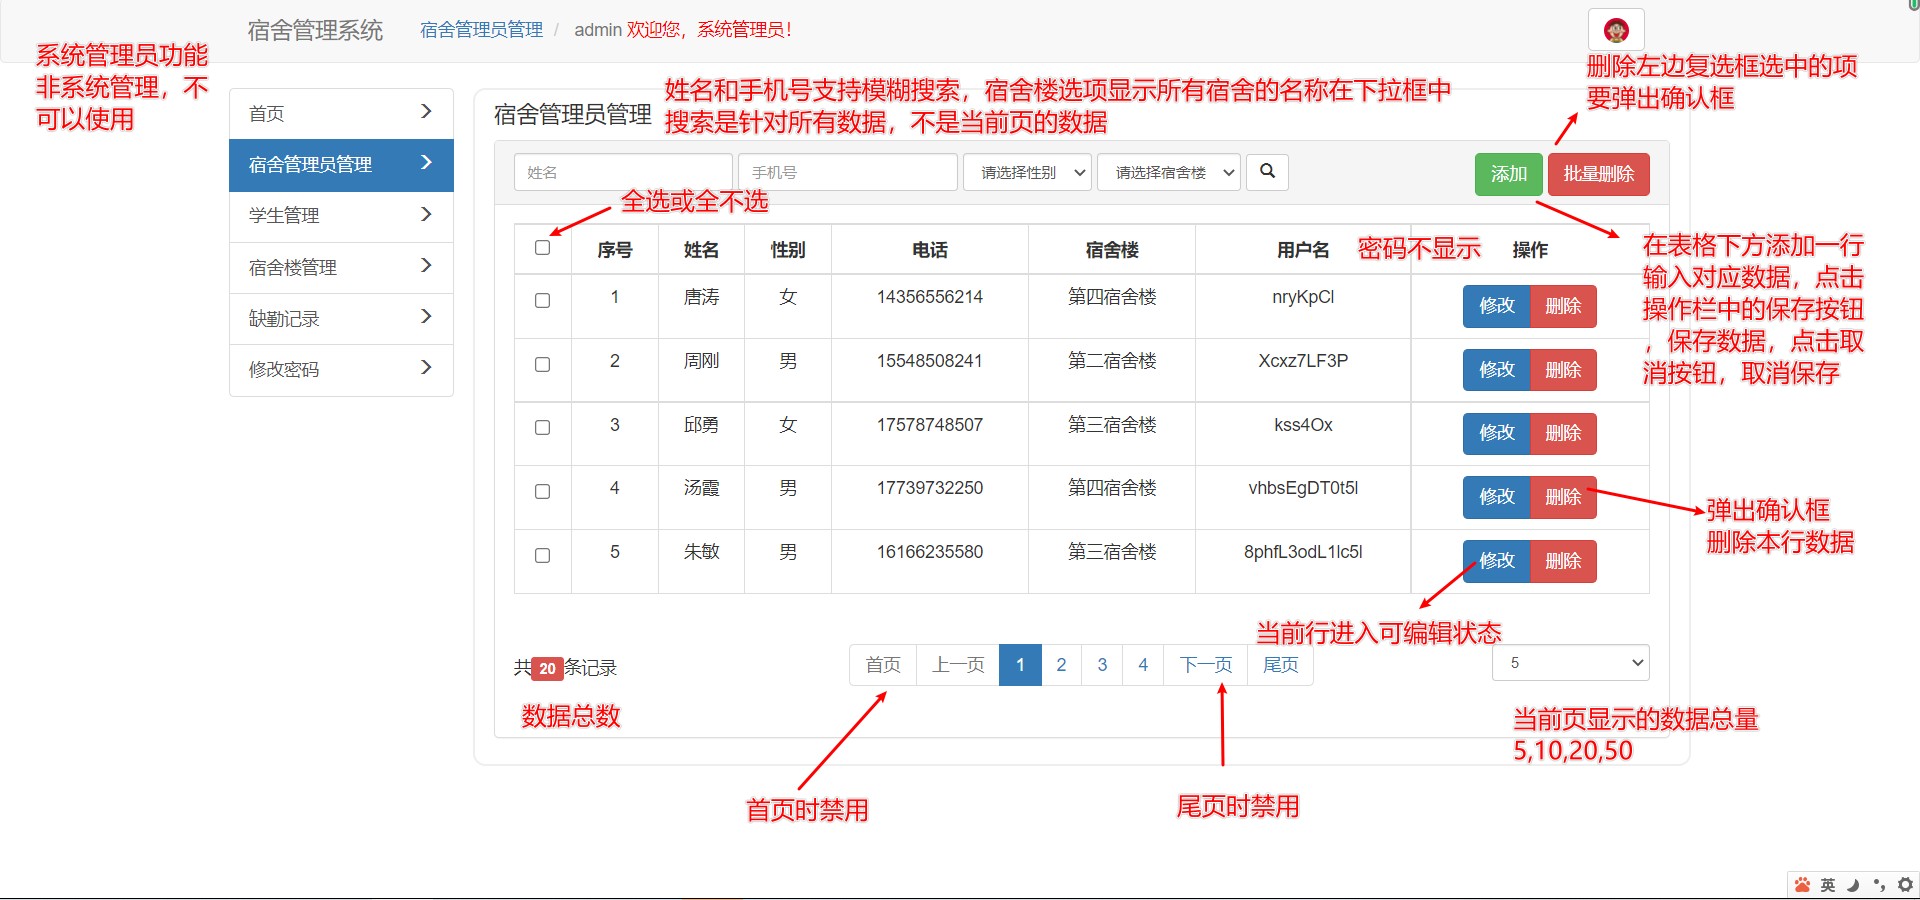 宿舍管理系统 宿舍管理员管理 / admin 欢迎您，系统管理员！
系统管理员功能
非系统管理，不
可以使用
首页
宿舍管理员管理
学生管理
宿舍楼管理
缺勤记录
修改密码
宿舍管理员管理
姓名和手机号支持模糊搜索，宿舍楼选项显示所有宿舍的名称在下拉框中
搜索是针对所有数据，不是当前页的数据
删除左边复选框选中的项
要弹出确认框
姓名 手机号 请选择性别 请选择宿舍楼 添加 批量删除
全选或全不选
序号 姓名 性别 电话 宿舍楼 用户名 密码不显示 操作
1 唐涛 女 14356556214 第四宿舍楼 nryKpCl 修改 删除
2 周刚 男 15548508241 第二宿舍楼 Xcxz7LF3P 修改 删除
3 邱勇 女 17578748507 第三宿舍楼 kss4Ox 修改 删除
4 汤霞 男 17739732250 第四宿舍楼 vhbsEgDT0t5l 修改 删除
5 朱敏 男 16166235580 第三宿舍楼 8phfL3odL1lc5l 修改 删除
在表格下方添加一行
输入对应数据，点击
操作栏中的保存按钮
，保存数据，点击取
消按钮，取消保存
弹出确认框
删除本行数据
当前行进入可编辑状态
共20条记录 首页 上一页 1 2 3 4 下一页 尾页 5
数据总数
当前页显示的数据总量
5,10,20,50
首页时禁用
尾页时禁用
英